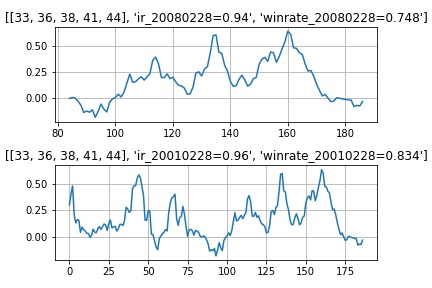 [[33, 36, 38, 41, 44], 'ir_20080228=0.94', 'winrate_20080228=0.748']
0.50
0.25
0.00
80 100 120 140 160 180
[[33, 36, 38, 41, 44], 'ir_20010228=0.96', 'winrate_20010228=0.834']
0.50
0.25
0.00
0 25 50 75 100 125 150 175